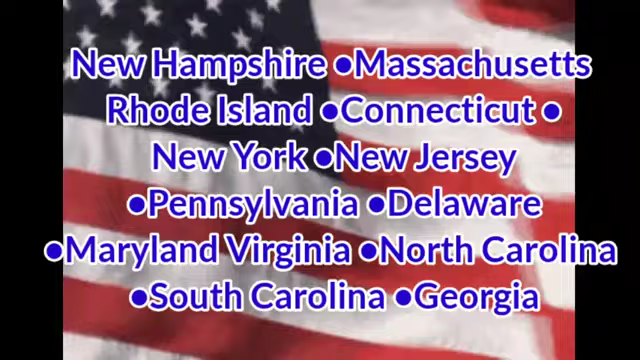 New Hampshire •Massachusetts
Rhode Island •Connecticut •
New York •New Jersey
•Pennsylvania •Delaware
•Maryland Virginia •North Carolina
•South Carolina •Georgia